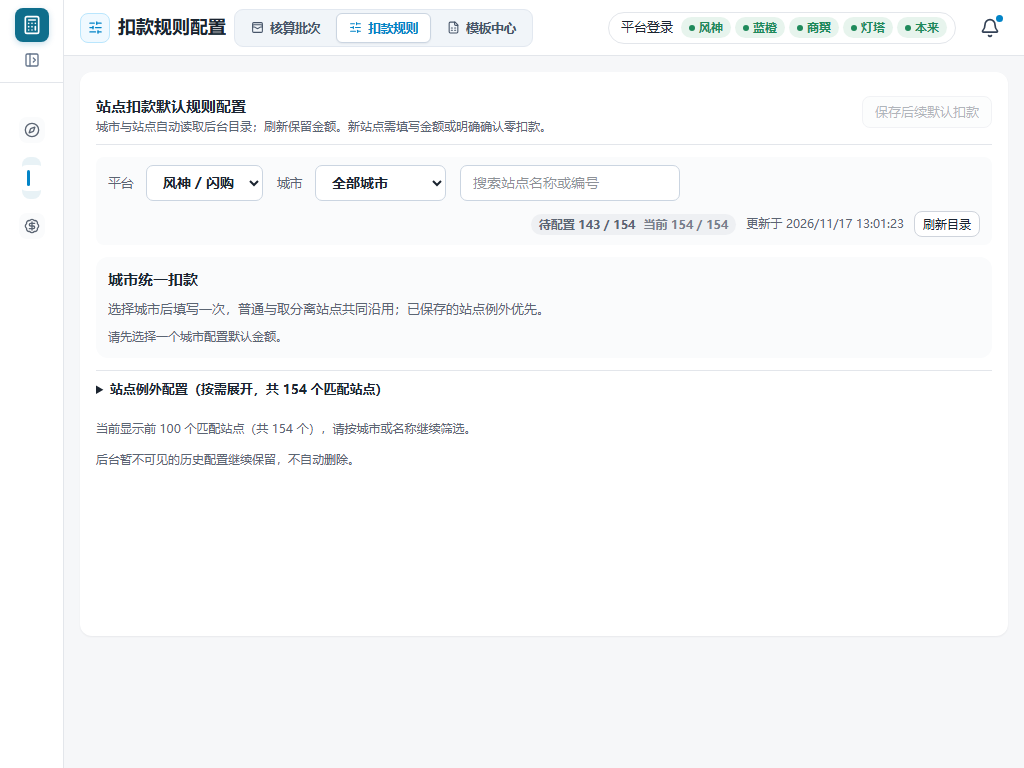 扣款规则配置
核算批次
扣款规则
模板中心
平台登录
风神
蓝橙
商巽
灯塔
本来
站点扣款默认规则配置
城市与站点自动读取后台目录；刷新保留金额。新站点需填写金额或明确确认零扣款。
保存后续默认扣款
平台
风神 / 闪购
城市
全部城市
搜索站点名称或编号
待配置 143 / 154 当前 154 / 154
更新于 2026/11/17 13:01:23
刷新目录
城市统一扣款
选择城市后填写一次，普通与取分离站点共同沿用；已保存的站点例外优先。
请先选择一个城市配置默认金额。
站点例外配置（按需展开，共 154 个匹配站点）
当前显示前 100 个匹配站点（共 154 个），请按城市或名称继续筛选。
后台暂不可见的历史配置继续保留，不自动删除。